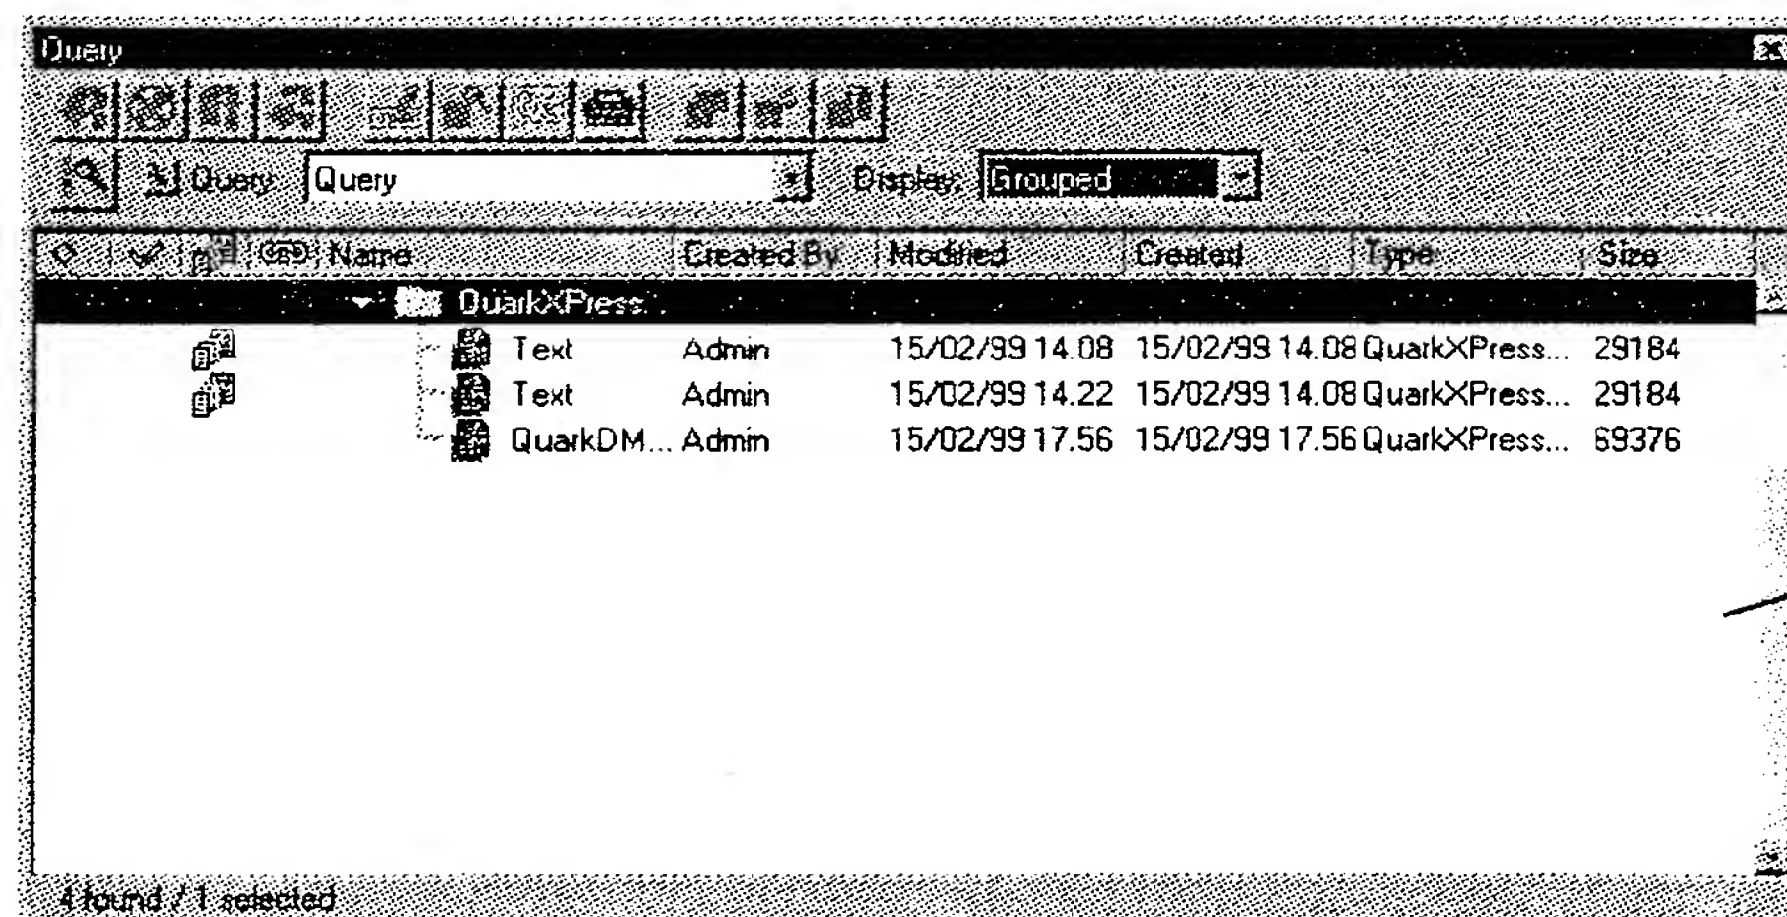 Query
Query: Query Display: Grouped
Name Created By Modified Created Type Size
QuarkXPress...
Text Admin 15/02/99 14.08 15/02/99 14.08 QuarkXPress... 29184
Text Admin 15/02/99 14.22 15/02/99 14.08 QuarkXPress... 29184
QuarkDM... Admin 15/02/99 17.56 15/02/99 17.56 QuarkXPress... 69376
4 found / 1 selected